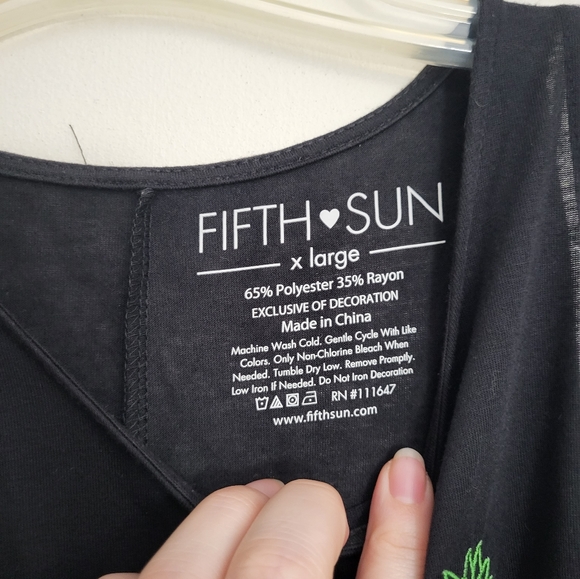 FIFTH♥SUN
x large
65% Polyester 35% Rayon
EXCLUSIVE OF DECORATION
Made in China
Machine Wash Cold. Gentle Cycle With Like
Colors. Only Non-Chlorine Bleach When
Needed. Tumble Dry Low. Remove Promptly.
Low Iron If Needed. Do Not Iron Decoration
RN #111647
www.fifthsun.com